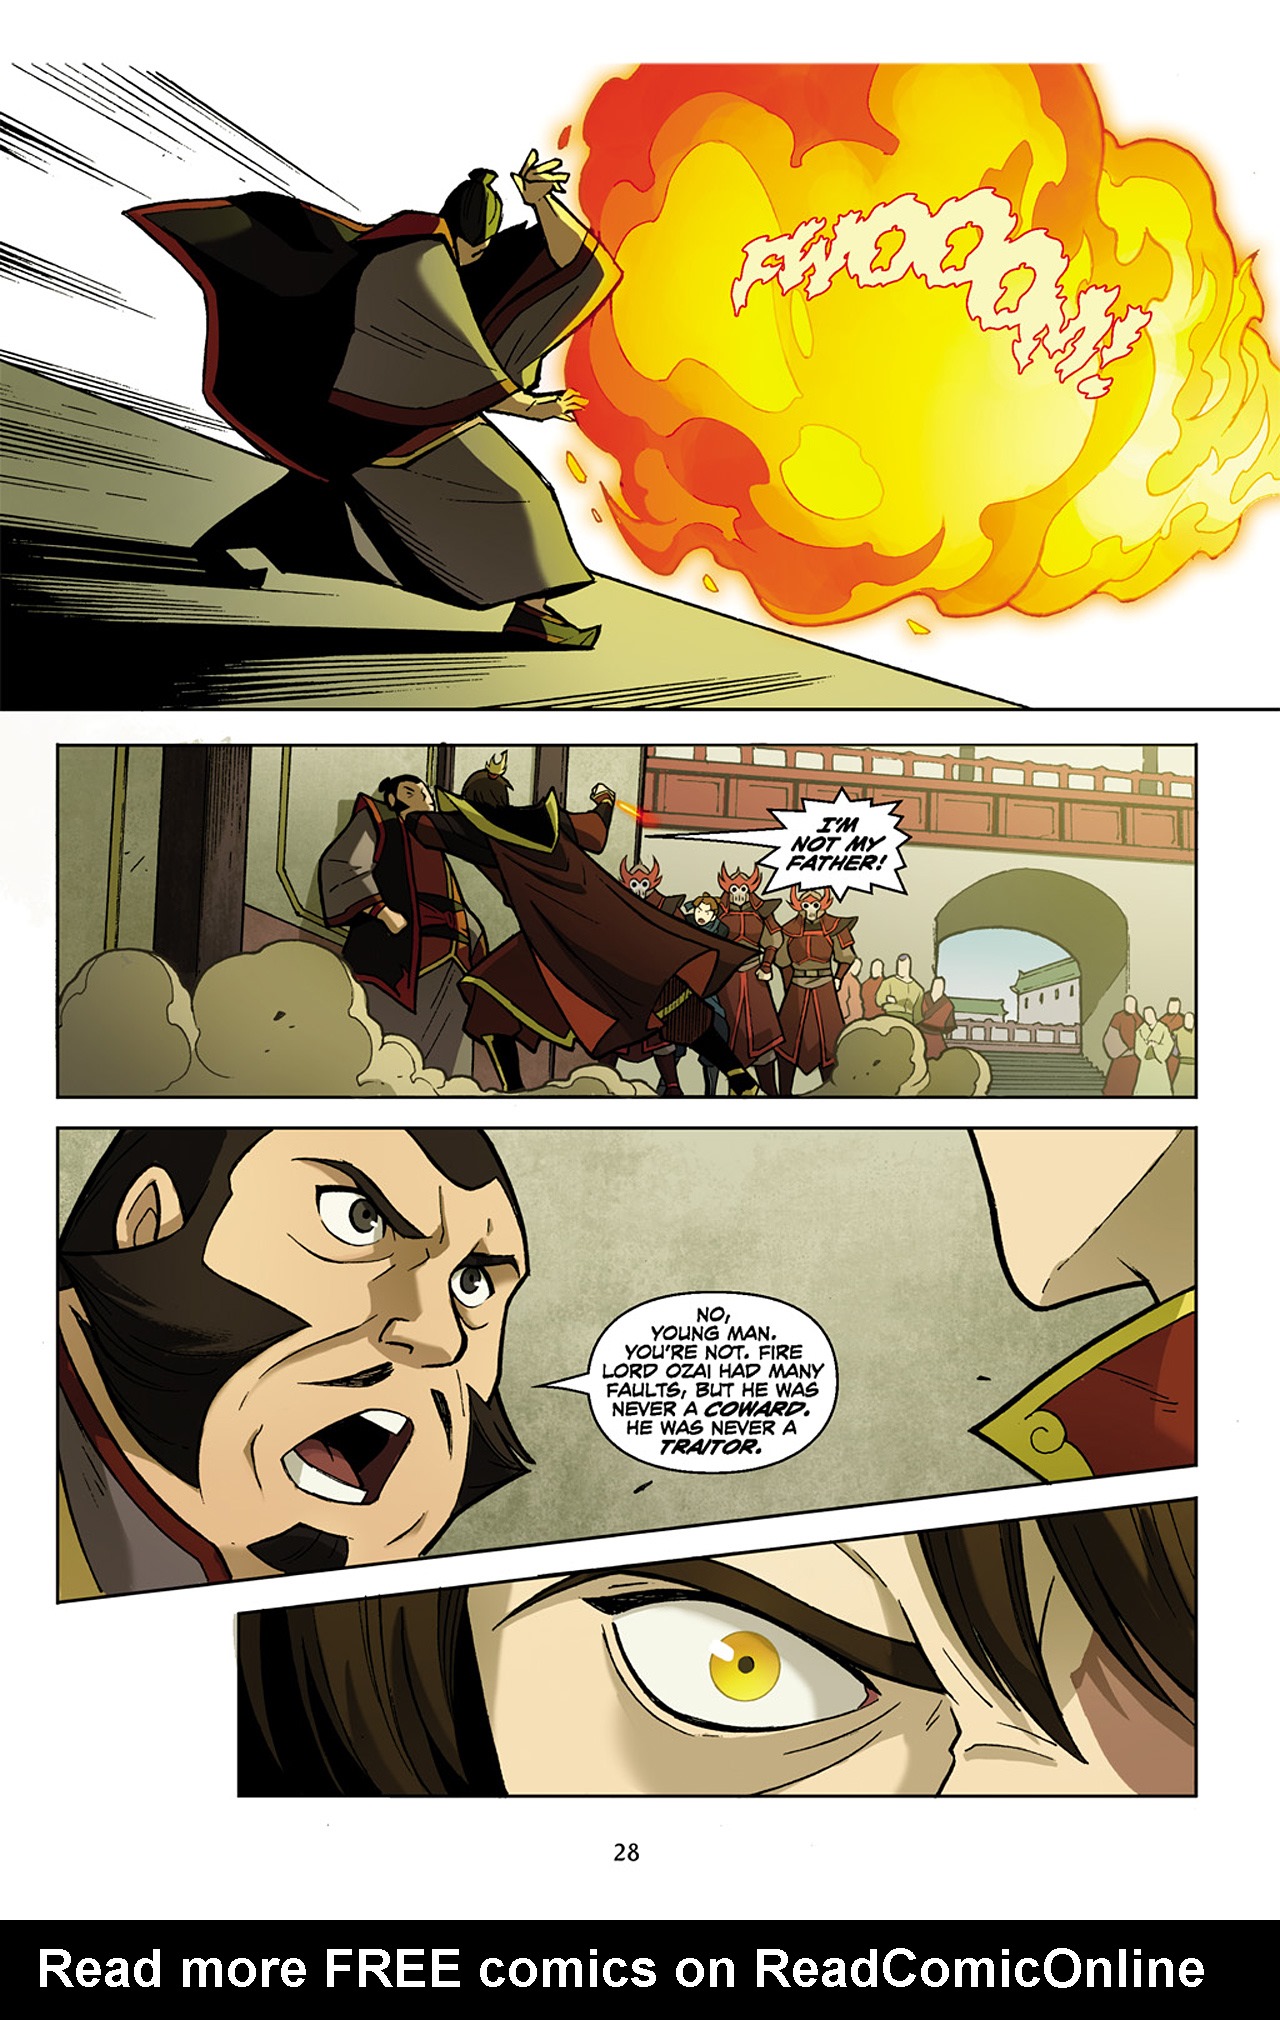 FWOOOOM!
I'M
NOT MY
FATHER!
NO,
YOUNG MAN.
YOU'RE NOT. FIRE
LORD OZAI HAD MANY
FAULTS, BUT HE WAS
NEVER A COWARD.
HE WAS NEVER A
TRAITOR.
28
Read more FREE comics on ReadComicOnline